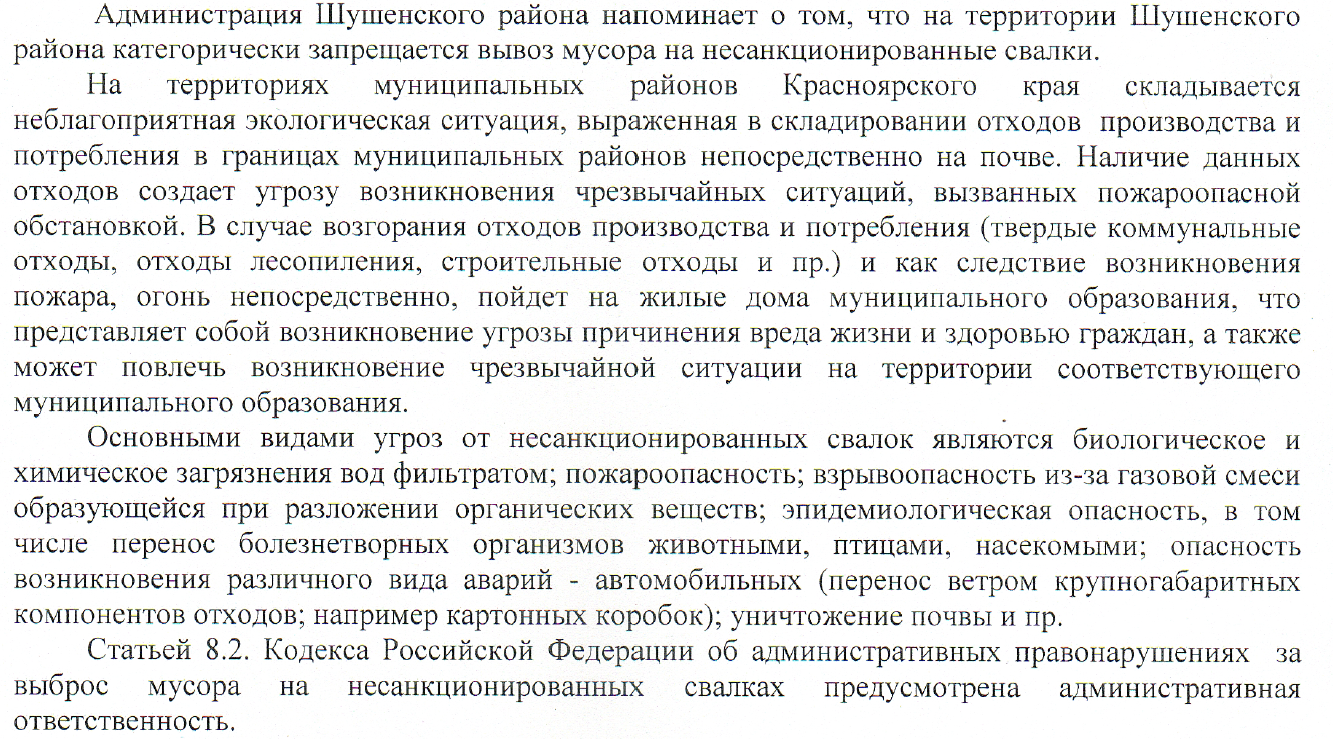 Администрация Шушенского района напоминает о том, что на территории Шушенского
района категорически запрещается вывоз мусора на несанкционированные свалки.
На территориях муниципальных районов Красноярского края складывается
неблагоприятная экологическая ситуация, выраженная в складировании отходов производства и
потребления в границах муниципальных районов непосредственно на почве. Наличие данных
отходов создает угрозу возникновения чрезвычайных ситуаций, вызванных пожароопасной
обстановкой. В случае возгорания отходов производства и потребления (твердые коммунальные
отходы, отходы лесопиления, строительные отходы и пр.) и как следствие возникновения
пожара, огонь непосредственно, пойдет на жилые дома муниципального образования, что
представляет собой возникновение угрозы причинения вреда жизни и здоровью граждан, а также
может повлечь возникновение чрезвычайной ситуации на территории соответствующего
муниципального образования.
Основными видами угроз от несанкционированных свалок являются биологическое и
химическое загрязнения вод фильтратом; пожароопасность; взрывоопасность из-за газовой смеси
образующейся при разложении органических веществ; эпидемиологическая опасность, в том
числе перенос болезнетворных организмов животными, птицами, насекомыми; опасность
возникновения различного вида аварий - автомобильных (перенос ветром крупногабаритных
компонентов отходов; например картонных коробок); уничтожение почвы и пр.
Статьей 8.2. Кодекса Российской Федерации об административных правонарушениях за
выброс мусора на несанкционированных свалках предусмотрена административная
ответственность.